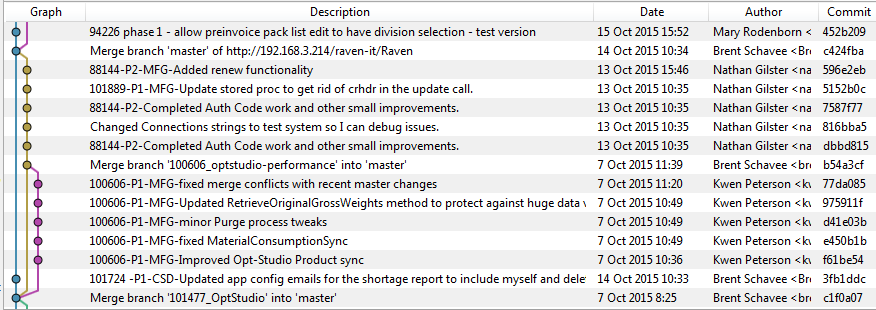 Graph Description Date Author Commit
94226 phase1 - allow preinvoice pack list edit to have division selection - test version 15 Oct 2015 15:52 Mary Rodenborn < 452b209
Merge branch 'master' of http://192.168.3.214/raven-it/Raven 14 Oct 2015 10:34 Brent Schavee <Br c424fba
88144-P2-MFG-Added renew functionality 13 Oct 2015 15:46 Nathan Gilster <na 596e2eb
101889-P1-MFG-Update stored proc to get rid of crhdr in the update call. 13 Oct 2015 10:35 Nathan Gilster <na 5152b0c
88144-P2-Completed Auth Code work and other small improvements. 13 Oct 2015 10:35 Nathan Gilster <na 7587f77
Changed Connections strings to test system so I can debug issues. 13 Oct 2015 10:35 Nathan Gilster <na 816bba5
88144-P2-Completed Auth Code work and other small improvements. 13 Oct 2015 10:35 Nathan Gilster <na dbbd815
Merge branch '100606_optstudio-performance' into 'master' 7 Oct 2015 11:39 Brent Schavee <br b54a3cf
100606-P1-MFG-fixed merge conflicts with recent master changes 7 Oct 2015 11:20 Kwen Peterson <kv 77da085
100606-P1-MFG-Updated RetrieveOriginalGrossWeights method to protect against huge data v 7 Oct 2015 10:49 Kwen Peterson <kv 975911f
100606-P1-MFG-minor Purge process tweaks 7 Oct 2015 10:49 Kwen Peterson <kv d41e03b
100606-P1-MFG-fixed MaterialConsumptionSync 7 Oct 2015 10:49 Kwen Peterson <kv e450b1b
100606-P1-MFG-Improved Opt-Studio Product sync 7 Oct 2015 10:36 Kwen Peterson <kv f61be54
101724 -P1-CSD-Updated app config emails for the shortage report to include myself and dele 14 Oct 2015 10:33 Brent Schavee <Br 3fb1ddc
Merge branch '101477_OptStudio' into 'master' 7 Oct 2015 8:25 Brent Schavee <br c1f0a07